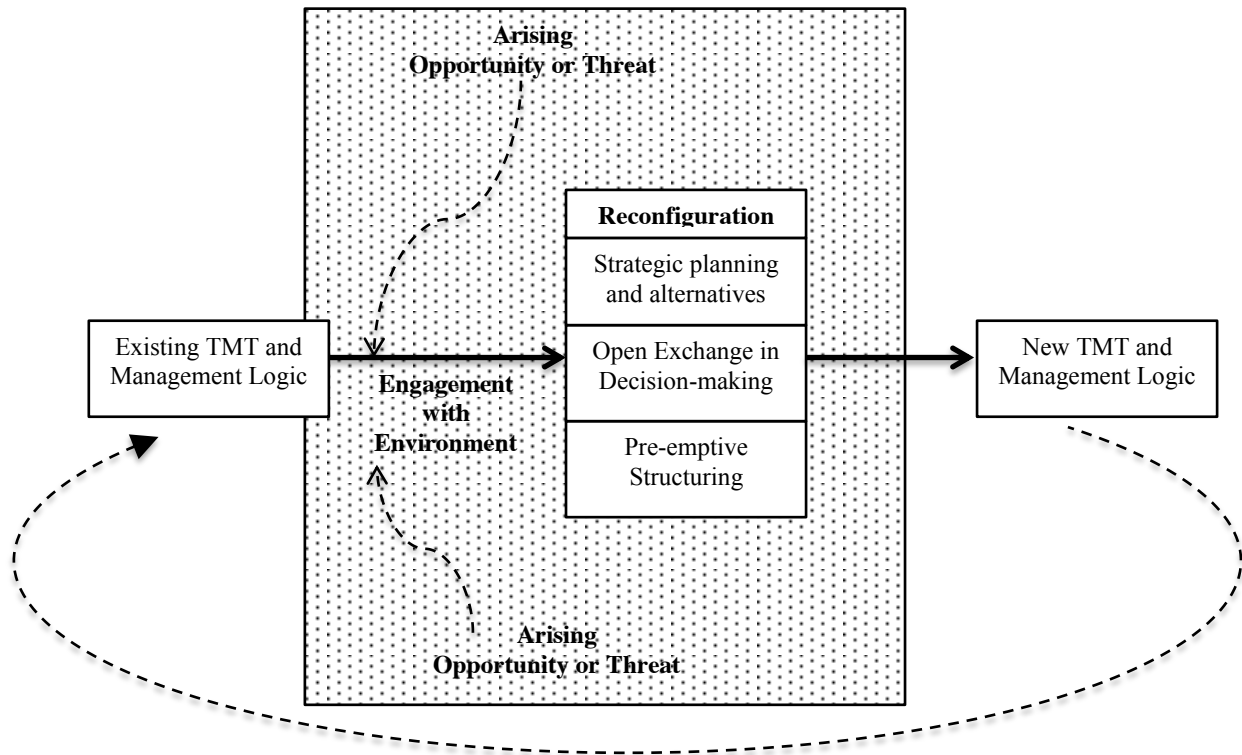 Arising
Opportunity or Threat
Reconfiguration
Strategic planning
and alternatives
Existing TMT and
Management Logic
Open Exchange in
Decision-making
New TMT and
Management Logic
Engagement
with
Environment
Pre-emptive
Structuring
Arising
Opportunity or Threat